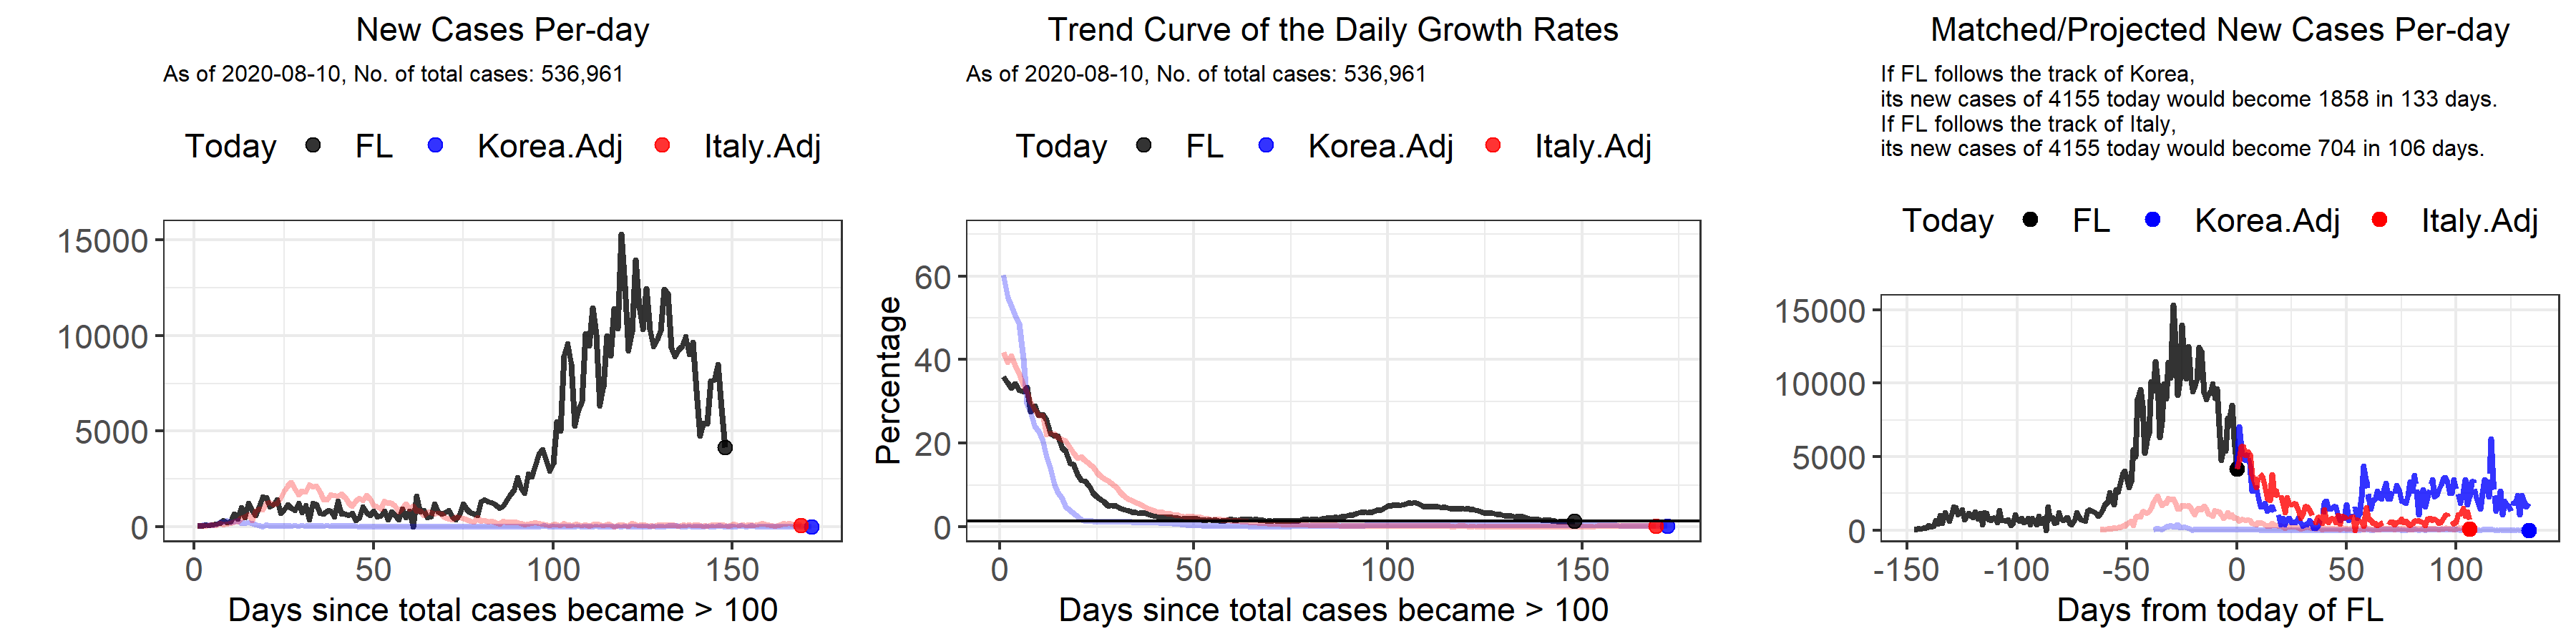 New Cases Per-day
As of 2020-08-10, No. of total cases: 536,961
Today FL Korea.Adj Italy.Adj
15000
10000
5000
0
0 50 100 150
Days since total cases became > 100
Trend Curve of the Daily Growth Rates
As of 2020-08-10, No. of total cases: 536,961
Today FL Korea.Adj Italy.Adj
Percentage
60
40
20
0
0 50 100 150
Days since total cases became > 100
Matched/Projected New Cases Per-day
If FL follows the track of Korea,
its new cases of 4155 today would become 1858 in 133 days.
If FL follows the track of Italy,
its new cases of 4155 today would become 704 in 106 days.
Today FL Korea.Adj Italy.Adj
15000
10000
5000
0
-150 -100 -50 0 50 100
Days from today of FL